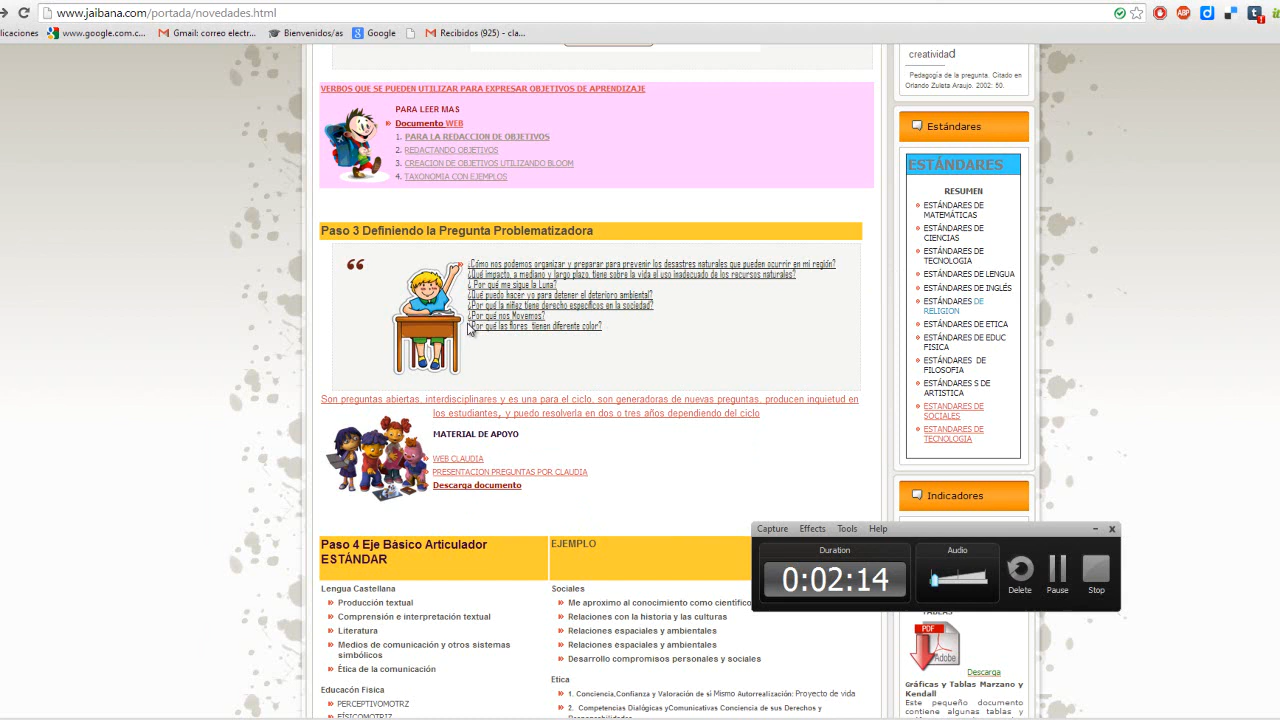 www.jaibana.com/portada/novedades.html
licaciones
www.google.com.c...
Gmail: correo electr...
Bienvenidos/as
Google
Recibidos (925) - cla...
VERBOS QUE SE PUEDEN UTILIZAR PARA EXPRESAR OBJETIVOS DE APRENDIZAJE
PARA LEER MAS
Documento WEB
1. PARA LA REDACCION DE OBJETIVOS
2. REDACTANDO OBJETIVOS
3. CREACION DE OBJETIVOS UTILIZANDO BLOOM
4. TAXONOMIA CON EJEMPLOS
Paso 3 Definiendo la Pregunta Problematizadora
¿Cómo nos podemos organizar y preparar para prevenir los desastres naturales que pueden ocurrir en mi región?
¿Qué impacto, a mediano y largo plazo, tiene sobre la vida el uso inadecuado de los recursos naturales?
¿ Por qué me sigue la Luna?
¿Qué puedo hacer yo para detener el deterioro ambiental?
¿Por qué la niñez tiene derecho específicos en la sociedad?
¿Por qué nos Movemos?
¿Por qué las flores tienen diferente color?
Son preguntas abiertas, interdisciplinares y es una para el ciclo, son generadoras de nuevas preguntas, producen inquietud en
los estudiantes, y puedo resolverla en dos o tres años dependiendo del ciclo
MATERIAL DE APOYO
WEB CLAUDIA
PRESENTACION PREGUNTAS POR CLAUDIA
Descarga documento
Paso 4 Eje Básico Articulador
ESTÁNDAR
Lengua Castellana
Producción textual
Comprensión e interpretación textual
Literatura
Medios de comunicación y otros sistemas
simbólicos
Ética de la comunicación
Educacón Física
PERCEPTIVOMOTRZ
FÍSICOMOTRIZ
EJEMPLO
Sociales
Me aproximo al conocimiento como científico
Relaciones con la historia y las culturas
Relaciones espaciales y ambientales
Relaciones espaciales y ambientales
Desarrollo compromisos personales y sociales
Etica
1. Conciencia,Confianza y Valoración de si Mismo Autorrealización: Proyecto de vida
2. Competencias Dialógicas yComunicativas Conciencia de sus Derechos y
Responsabilidades
creatividad
Pedagogía de la pregunta. Citado en
Orlando Zuleta Araujo. 2002: 50.
Estándares
ESTÁNDARES
RESUMEN
ESTÁNDARES DE
MATEMÁTICAS
ESTÁNDARES DE
CIENCIAS
ESTÁNDARES DE
TECNOLOGIA
ESTÁNDARES DE LENGUA
ESTÁNDARES DE INGLÉS
ESTÁNDARES DE
RELIGION
ESTÁNDARES DE ETICA
ESTÁNDARES DE EDUC
FISICA
ESTÁNDARES DE
FILOSOFIA
ESTÁNDARES S DE
ARTISTICA
ESTANDARES DE
SOCIALES
ESTANDARES DE
TECNOLOGIA
Indicadores
Capture Effects Tools Help
Duration
0:02:14
Audio
Delete
Pause
Stop
TABLAS
PDF
Adobe
Descarga
Gráficas y Tablas Marzano y
Kendall
Este pequeño documento
contiene algunas tablas y